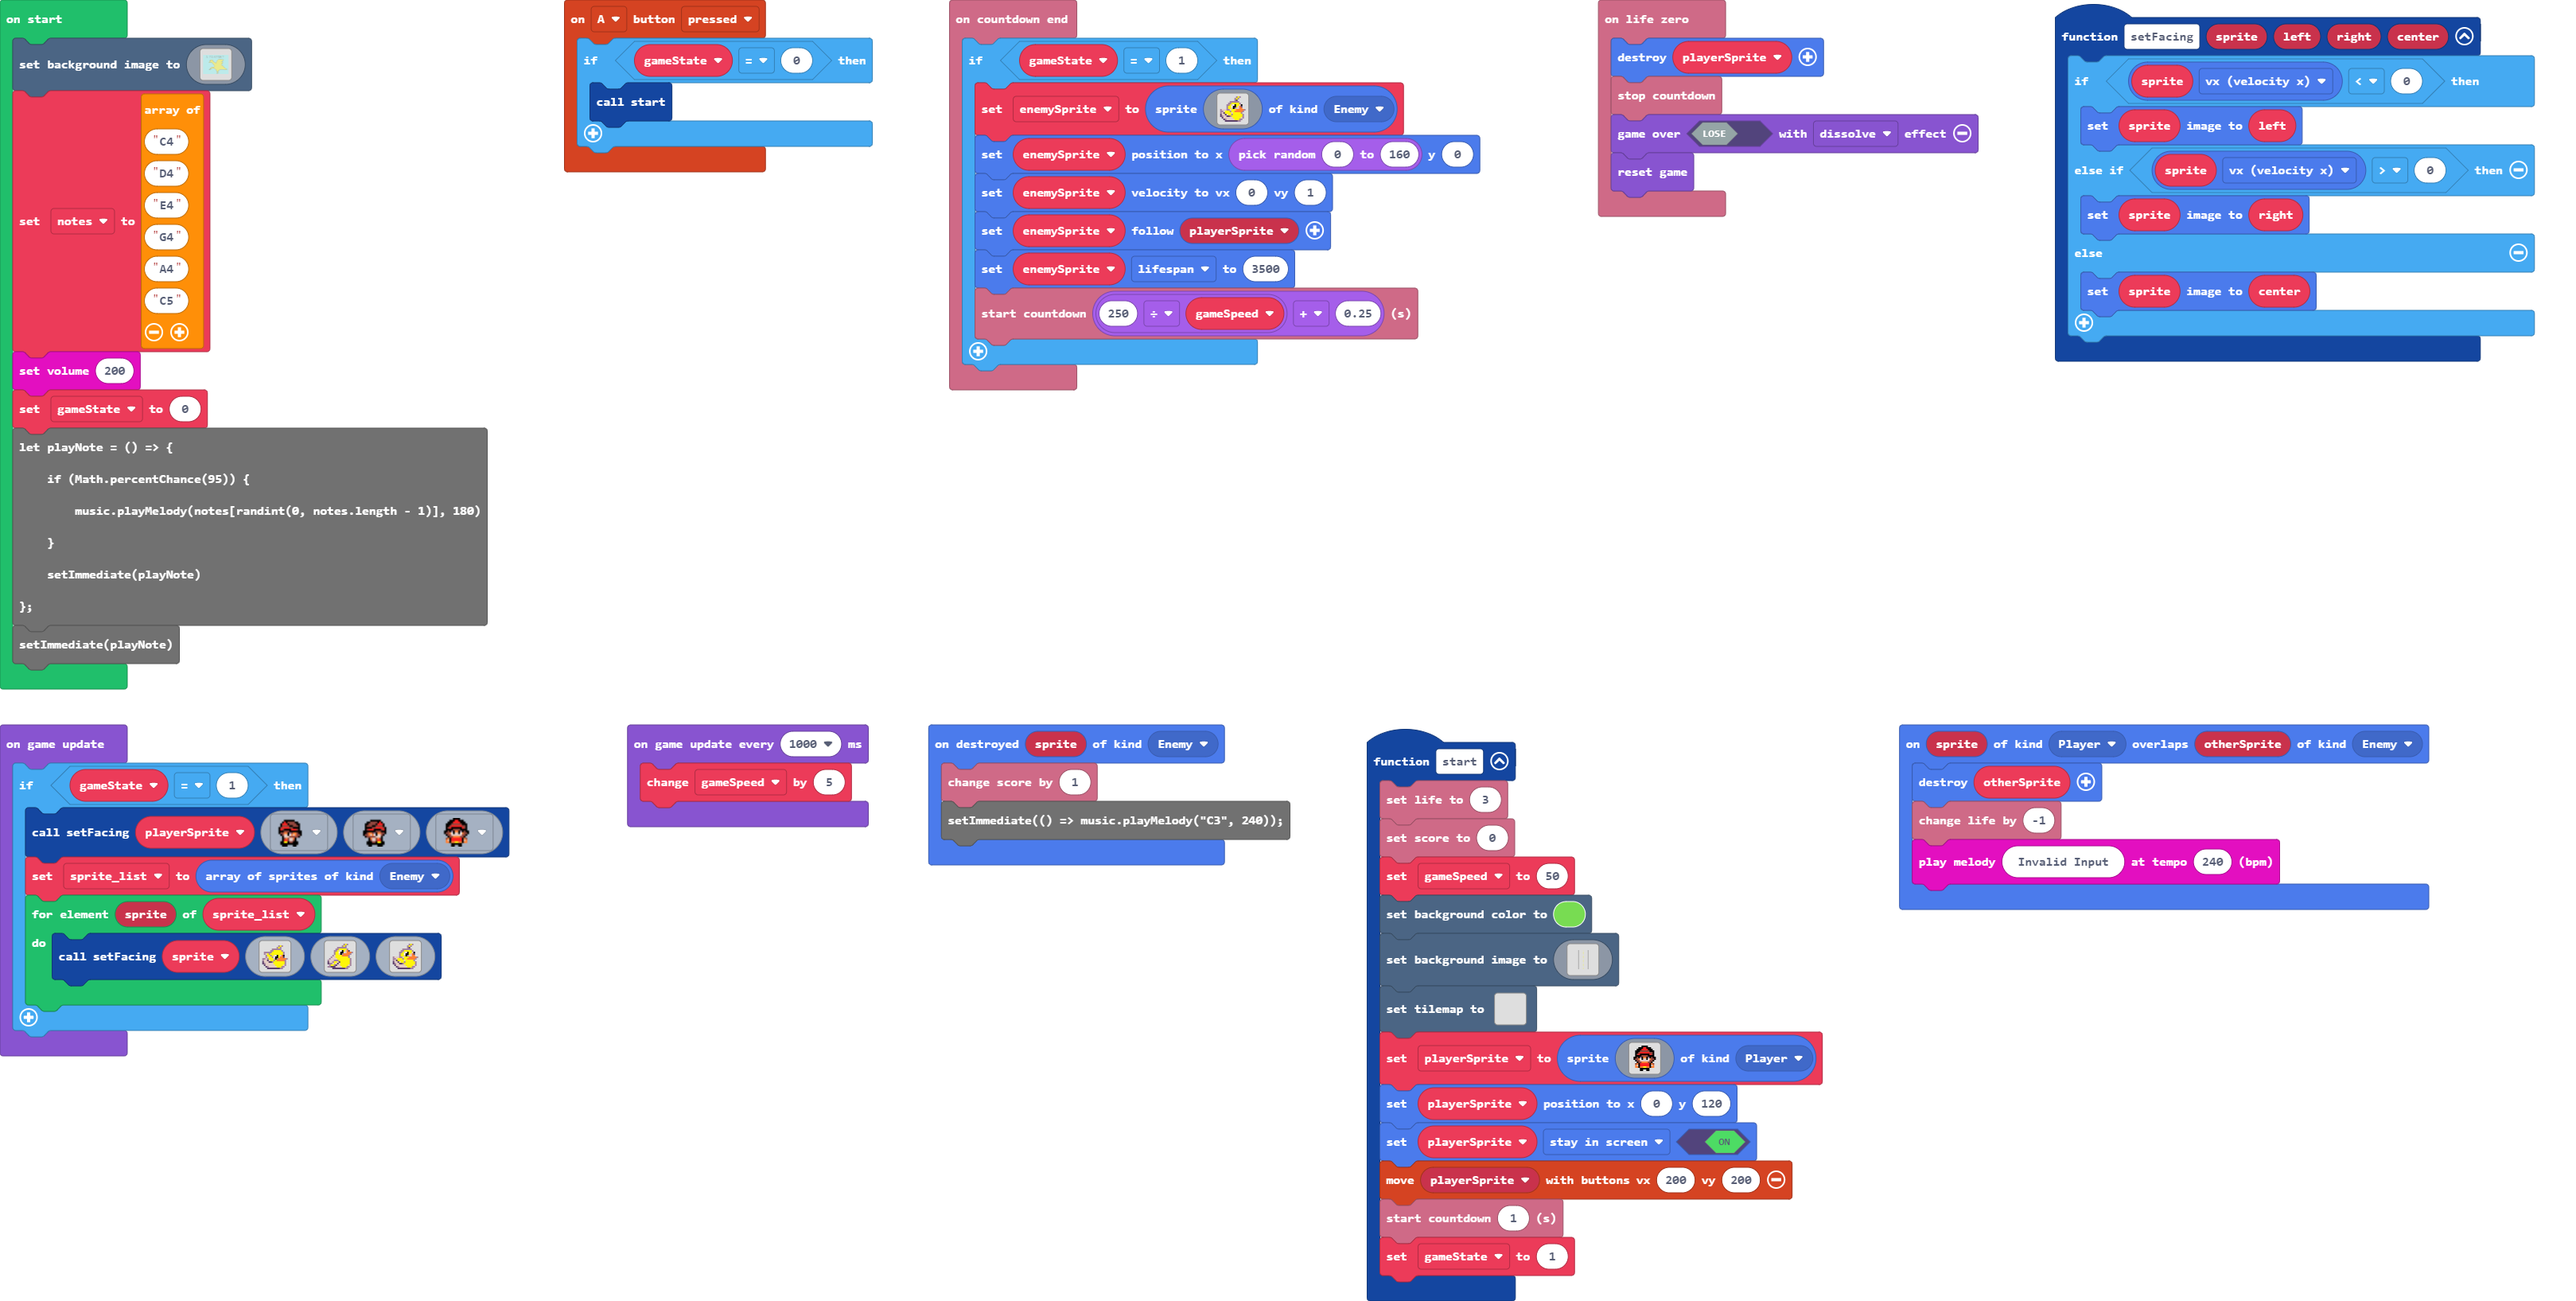 on start
set background image to
set notes to
array of
"C4"
"D4"
"E4"
"G4"
"A4"
"C5"
set volume 200
set gameState to 0
let playNote = () => {
if (Math.percentChance(95)) {
music.playMelody(notes[randint(0, notes.length - 1)], 180)
}
setImmediate(playNote)
};
setImmediate(playNote)
on A button pressed
if gameState = 0 then
call start
on countdown end
if gameState = 1 then
set enemySprite to sprite of kind Enemy
set enemySprite position to x pick random 0 to 160 y 0
set enemySprite velocity to vx 0 vy 1
set enemySprite follow playerSprite
set enemySprite lifespan to 3500
start countdown 250 ÷ gameSpeed + 0.25 (s)
on life zero
destroy playerSprite
stop countdown
game over LOSE with dissolve effect
reset game
function setFacing sprite left right center
if sprite vx (velocity x) < 0 then
set sprite image to left
else if sprite vx (velocity x) > 0 then
set sprite image to right
else
set sprite image to center
on game update
if gameState = 1 then
call setFacing playerSprite
set sprite_list to array of sprites of kind Enemy
for element sprite of sprite_list
do
call setFacing sprite
on game update every 1000 ms
change gameSpeed by 5
on destroyed sprite of kind Enemy
change score by 1
setImmediate(() => music.playMelody("C3", 240));
function start
set life to 3
set score to 0
set gameSpeed to 50
set background color to
set background image to
set tilemap to
set playerSprite to sprite of kind Player
set playerSprite position to x 0 y 120
set playerSprite stay in screen ON
move playerSprite with buttons vx 200 vy 200
start countdown 1 (s)
set gameState to 1
on sprite of kind Player overlaps otherSprite of kind Enemy
destroy otherSprite
change life by -1
play melody Invalid Input at tempo 240 (bpm)